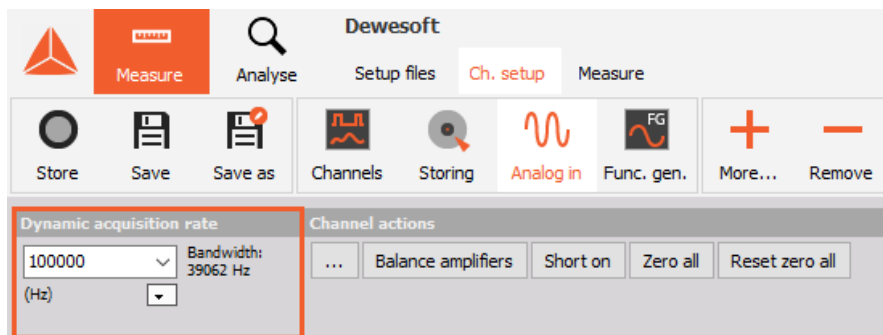 Dewesoft
Measure
Analyse
Setup files
Ch. setup
Measure
Store
Save
Save as
Channels
Storing
Analog in
FG
Func. gen.
More...
Remove
Dynamic acquisition rate
100000
Bandwidth:
39062 Hz
(Hz)
Channel actions
...
Balance amplifiers
Short on
Zero all
Reset zero all